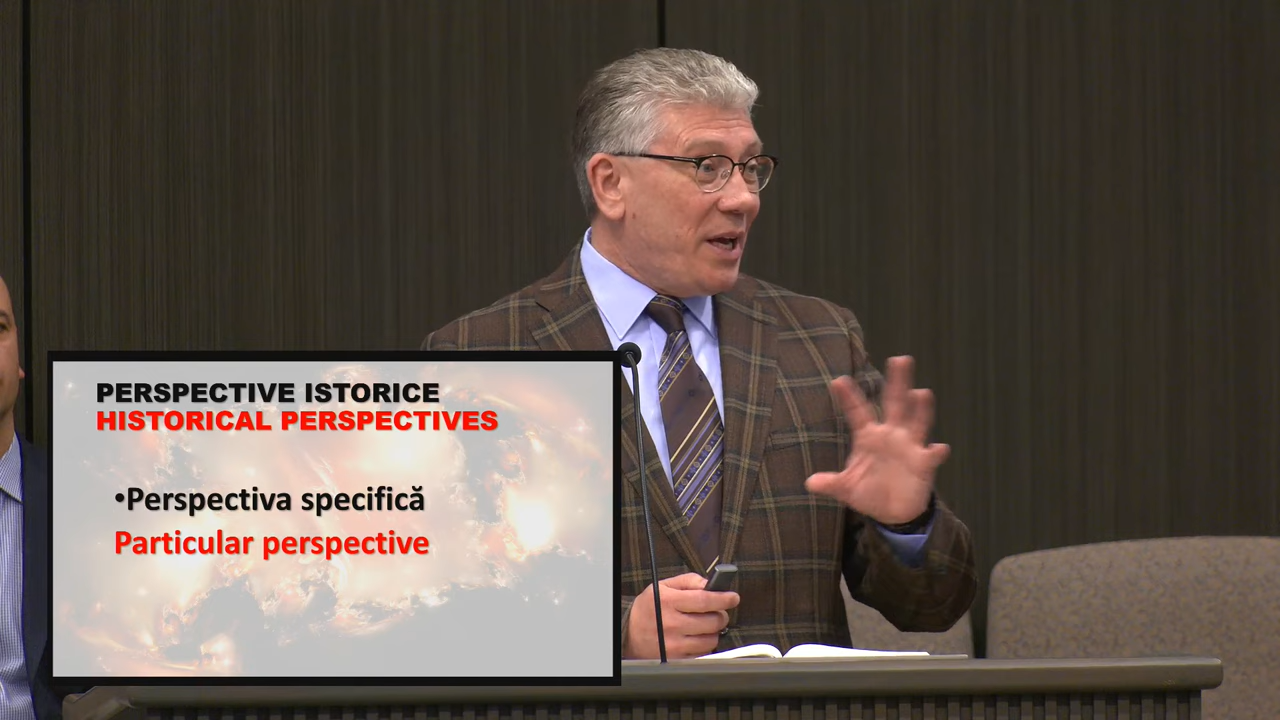 PERSPECTIVE ISTORICE
HISTORICAL PERSPECTIVES
•Perspectiva specifică
Particular perspective